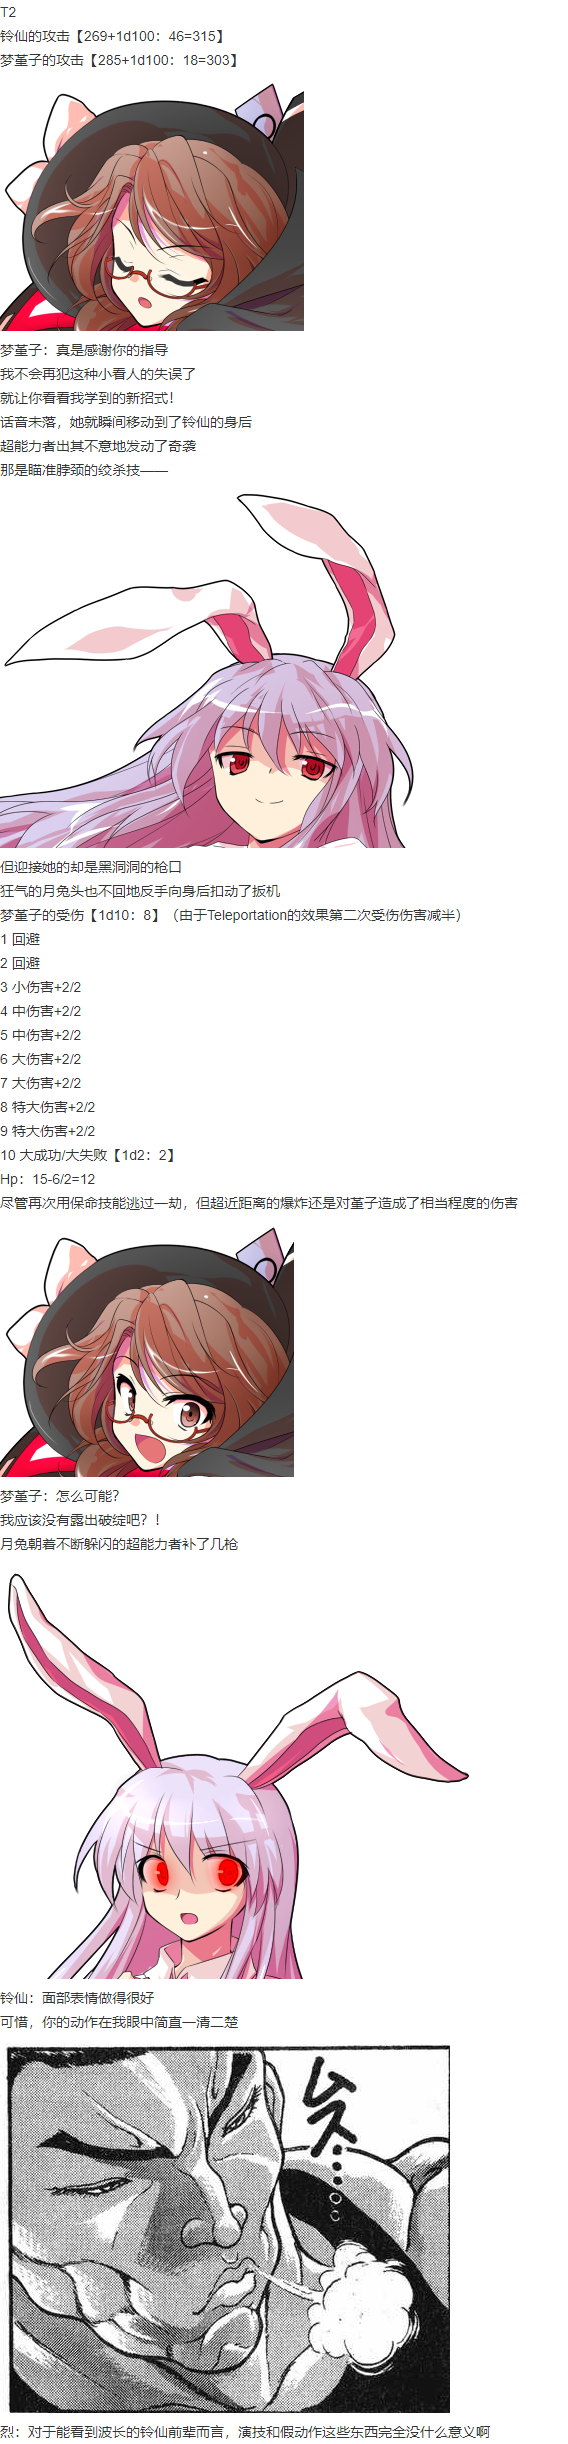 T2
铃仙的攻击【269+1d100：46=315】
梦堇子的攻击【285+1d100：18=303】
梦堇子：真是感谢你的指导
我不会再犯这种小看人的失误了
就让你看看我学到的新招式！
话音未落，她就瞬间移动到了铃仙的身后
超能力者出其不意地发动了奇袭
那是瞄准脖颈的绞杀技——
但迎接她的却是黑洞洞的枪口
狂气的月兔头也不回地反手向身后扣动了扳机
梦堇子的受伤【1d10：8】（由于Teleportation的效果第二次受伤伤害减半）
1 回避
2 回避
3 小伤害+2/2
4 中伤害+2/2
5 中伤害+2/2
6 大伤害+2/2
7 大伤害+2/2
8 特大伤害+2/2
9 特大伤害+2/2
10 大成功/大失败【1d2：2】
Hp：15-6/2=12
尽管再次用保命技能逃过一劫，但超近距离的爆炸还是对堇子造成了相当程度的伤害
梦堇子：怎么可能？
我应该没有露出破绽吧？！
月兔朝着不断躲闪的超能力者补了几枪
铃仙：面部表情做得很好
可惜，你的动作在我眼中简直一清二楚
ムス…
烈：对于能看到波长的铃仙前辈而言，演技和假动作这些东西完全没什么意义啊